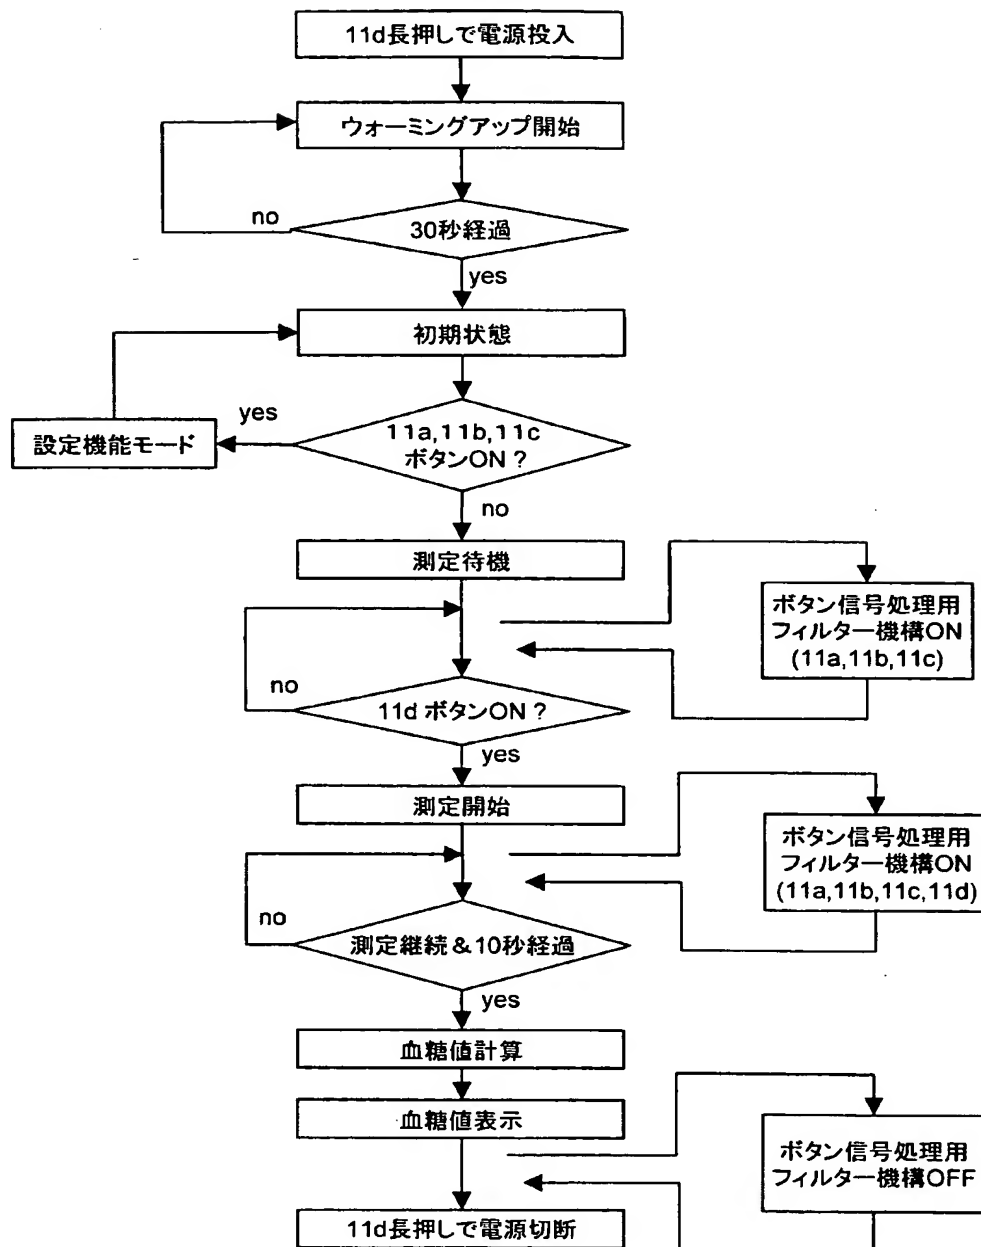 11d長押しで電源投入
ウォーミングアップ開始
no
30秒経過
yes
初期状態
yes
設定機能モード
11a,11b,11c
ボタンON？
no
測定待機
ボタン信号処理用
フィルター機構ON
(11a,11b,11c)
no
11d ボタンON？
yes
測定開始
ボタン信号処理用
フィルター機構ON
(11a,11b,11c,11d)
no
測定継続＆10秒経過
yes
血糖値計算
血糖値表示
ボタン信号処理用
フィルター機構OFF
11d長押しで電源切断